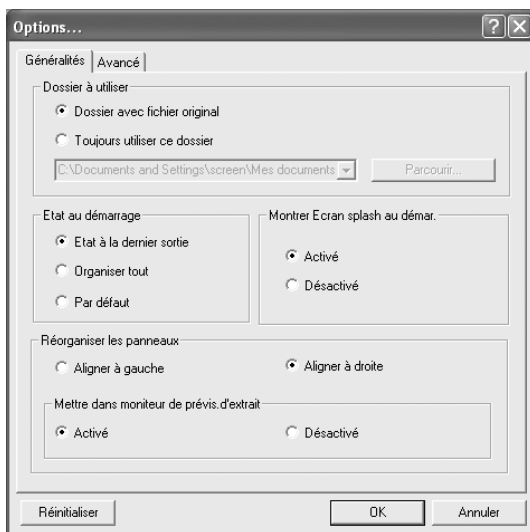 Options...
Généralités Avancé
Dossier à utiliser
Dossier avec fichier original
Toujours utiliser ce dossier
C:\Documents and Settings\screen\Mes documents Parcourir...
Etat au démarrage Montrer Ecran splash au démar.
Etat à la dernier sortie
Organiser tout
Par défaut
Activé
Désactivé
Réorganiser les panneaux
Aligner à gauche Aligner à droite
Mettre dans moniteur de prévis.d'extrait
Activé Désactivé
Réinitialiser OK Annuler